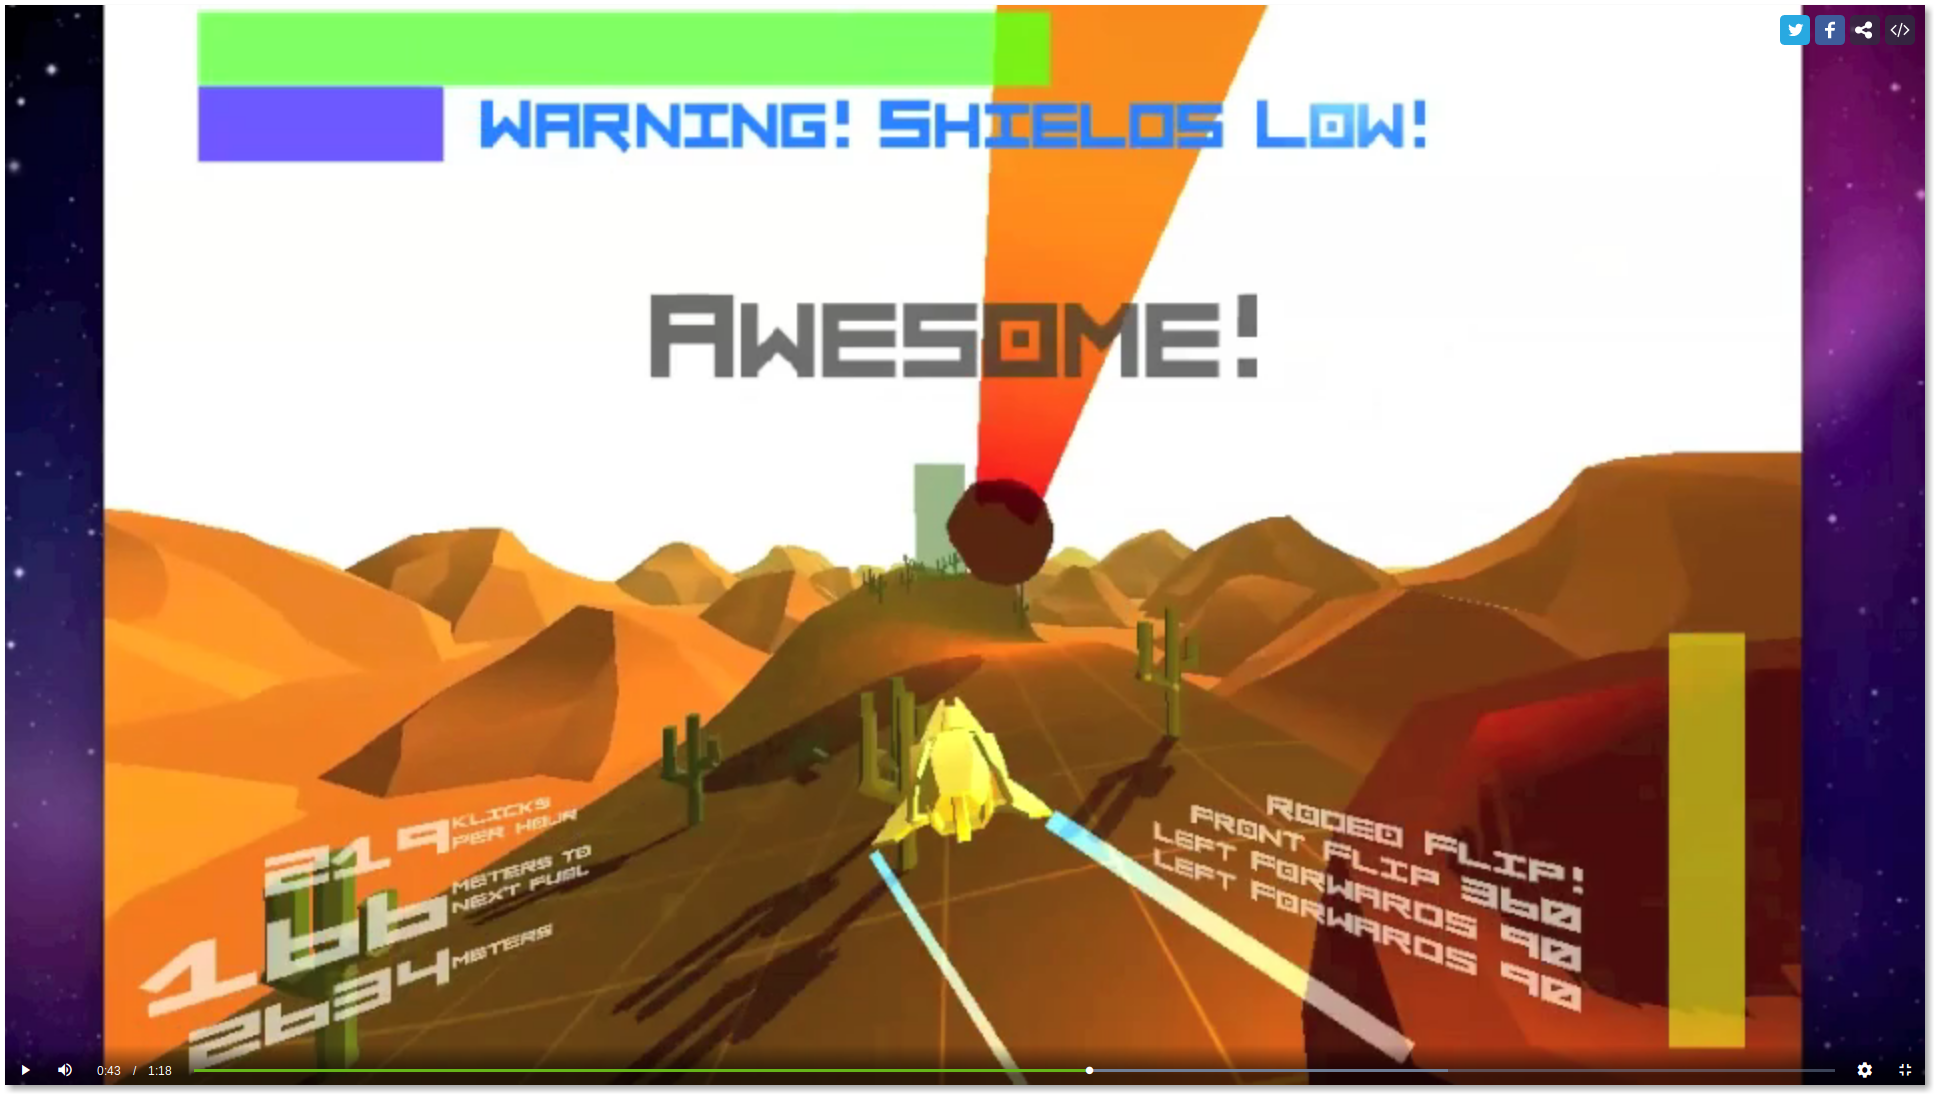 WARNING! SHIELDS LOW!
AWESOME!
219 KLICKS PER HOUR
166 METERS TO NEXT FUEL
2634 METERS
RODEO FLIP!
FRONT FLIP 360
LEFT FORWARDS 90
LEFT FORWARDS 90
0:43 / 1:18